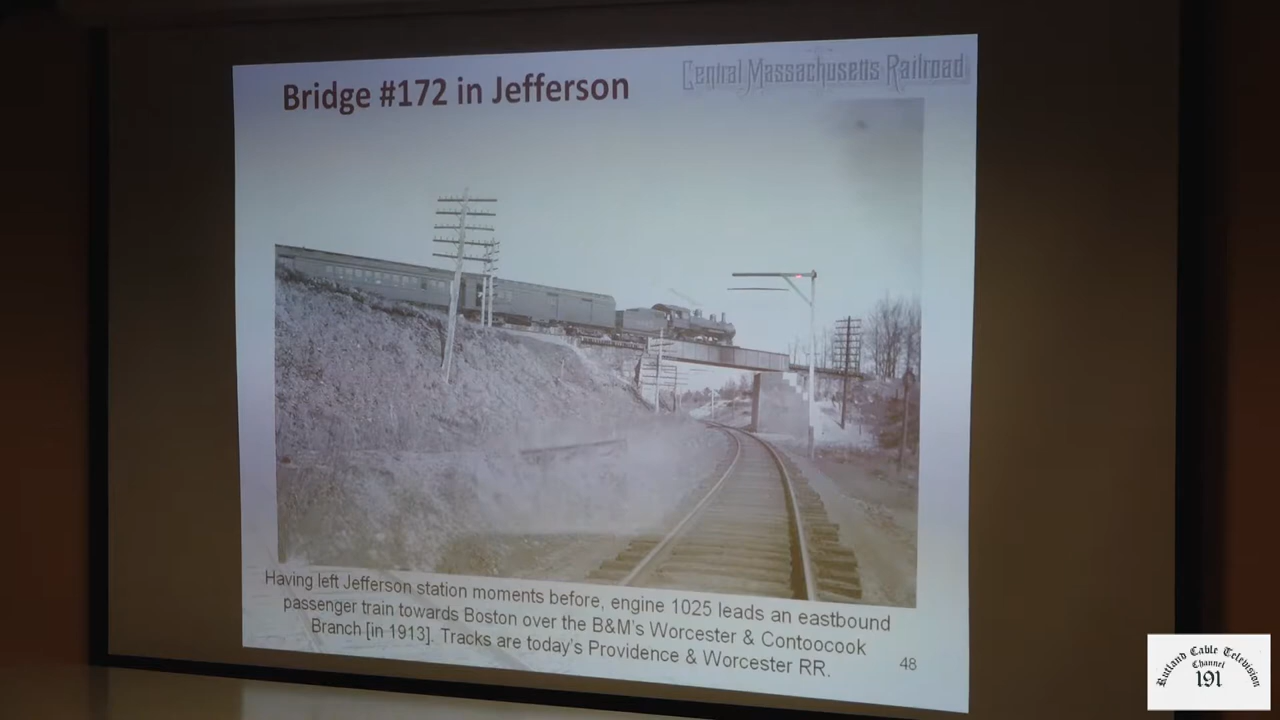 Bridge #172 in Jefferson
Central Massachusetts Railroad
Having left Jefferson station moments before, engine 1025 leads an eastbound
passenger train towards Boston over the B&M's Worcester & Contoocook
Branch [in 1913]. Tracks are today's Providence & Worcester RR.
48
Rutland Cable Television
Channel
191